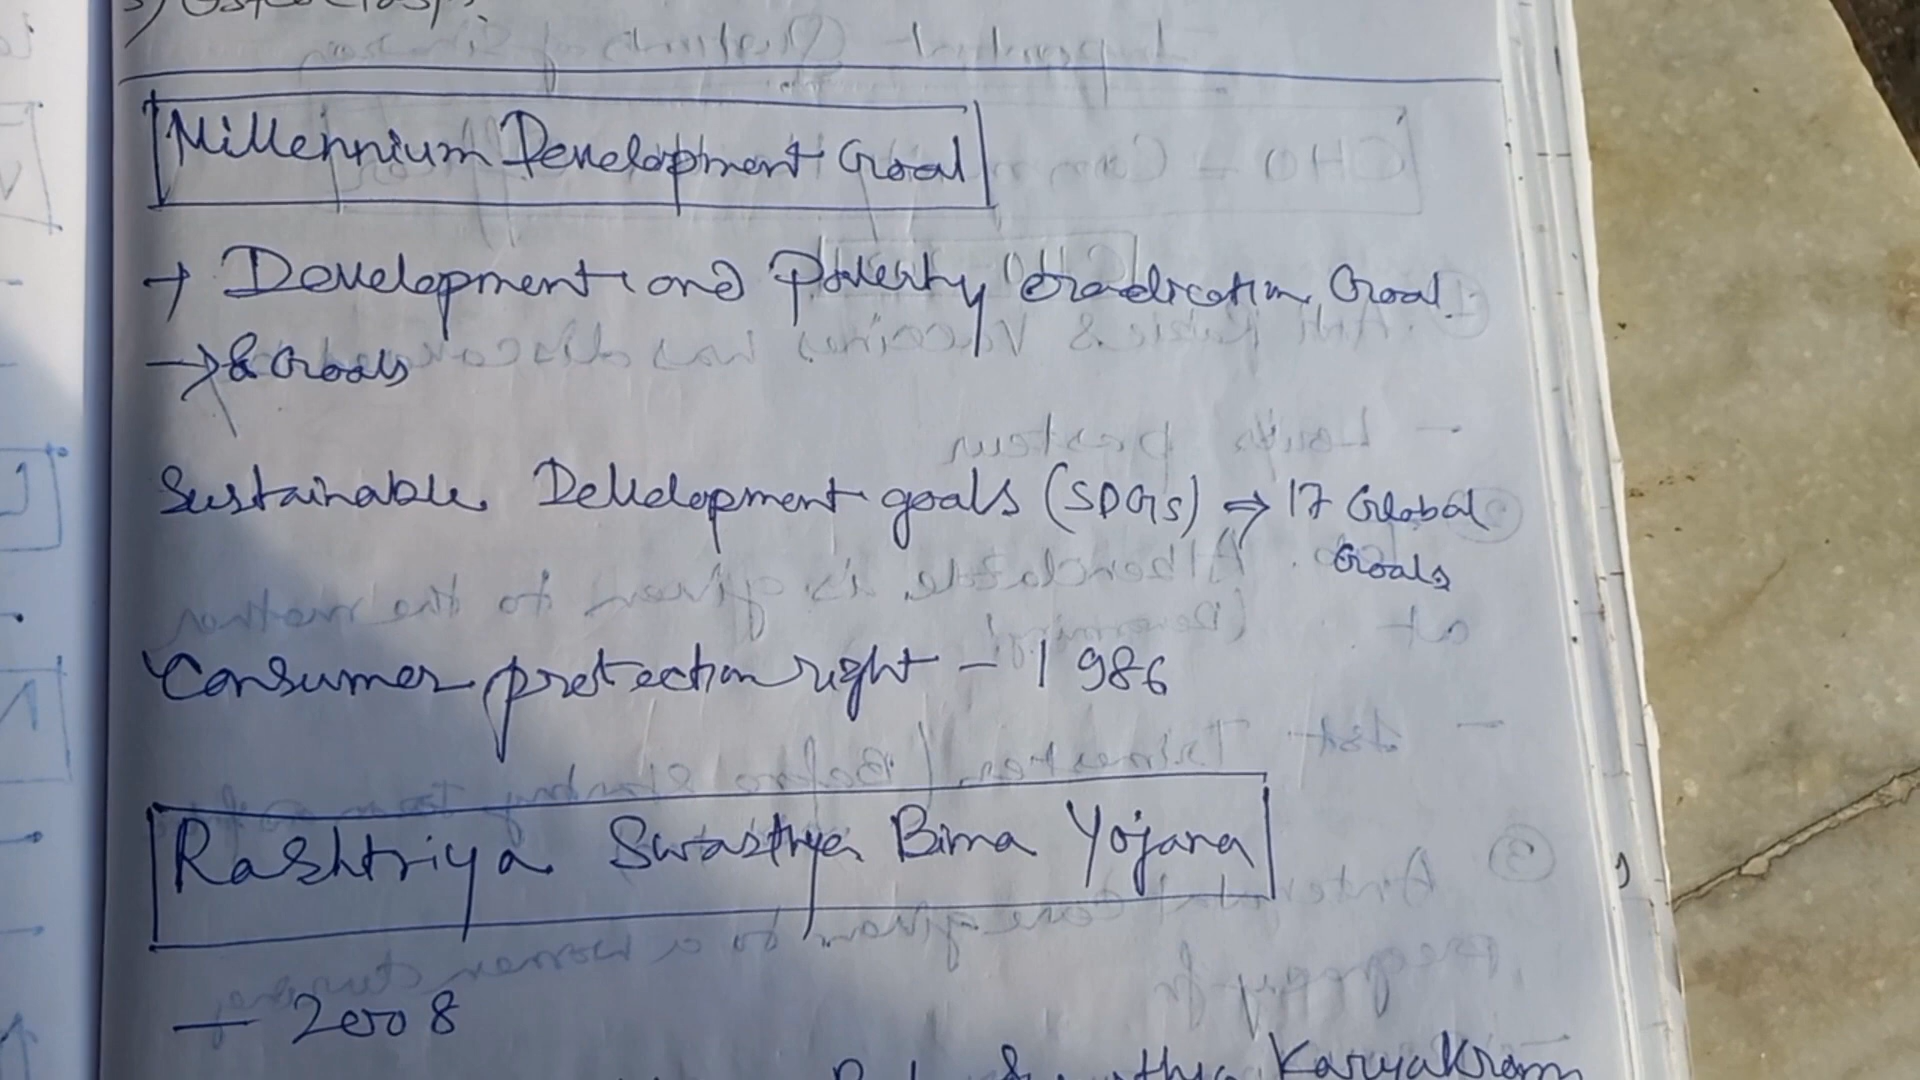 Millennium Development Goal
→ Development and Poverty Eradication Goal
→ 8 Goals
Sustainable Development goals (SDGs) ⇒ 17 Global
Goals
Consumer protection right – 1986
Rashtriya Swasthya Bima Yojana
– 2008
Karyakram